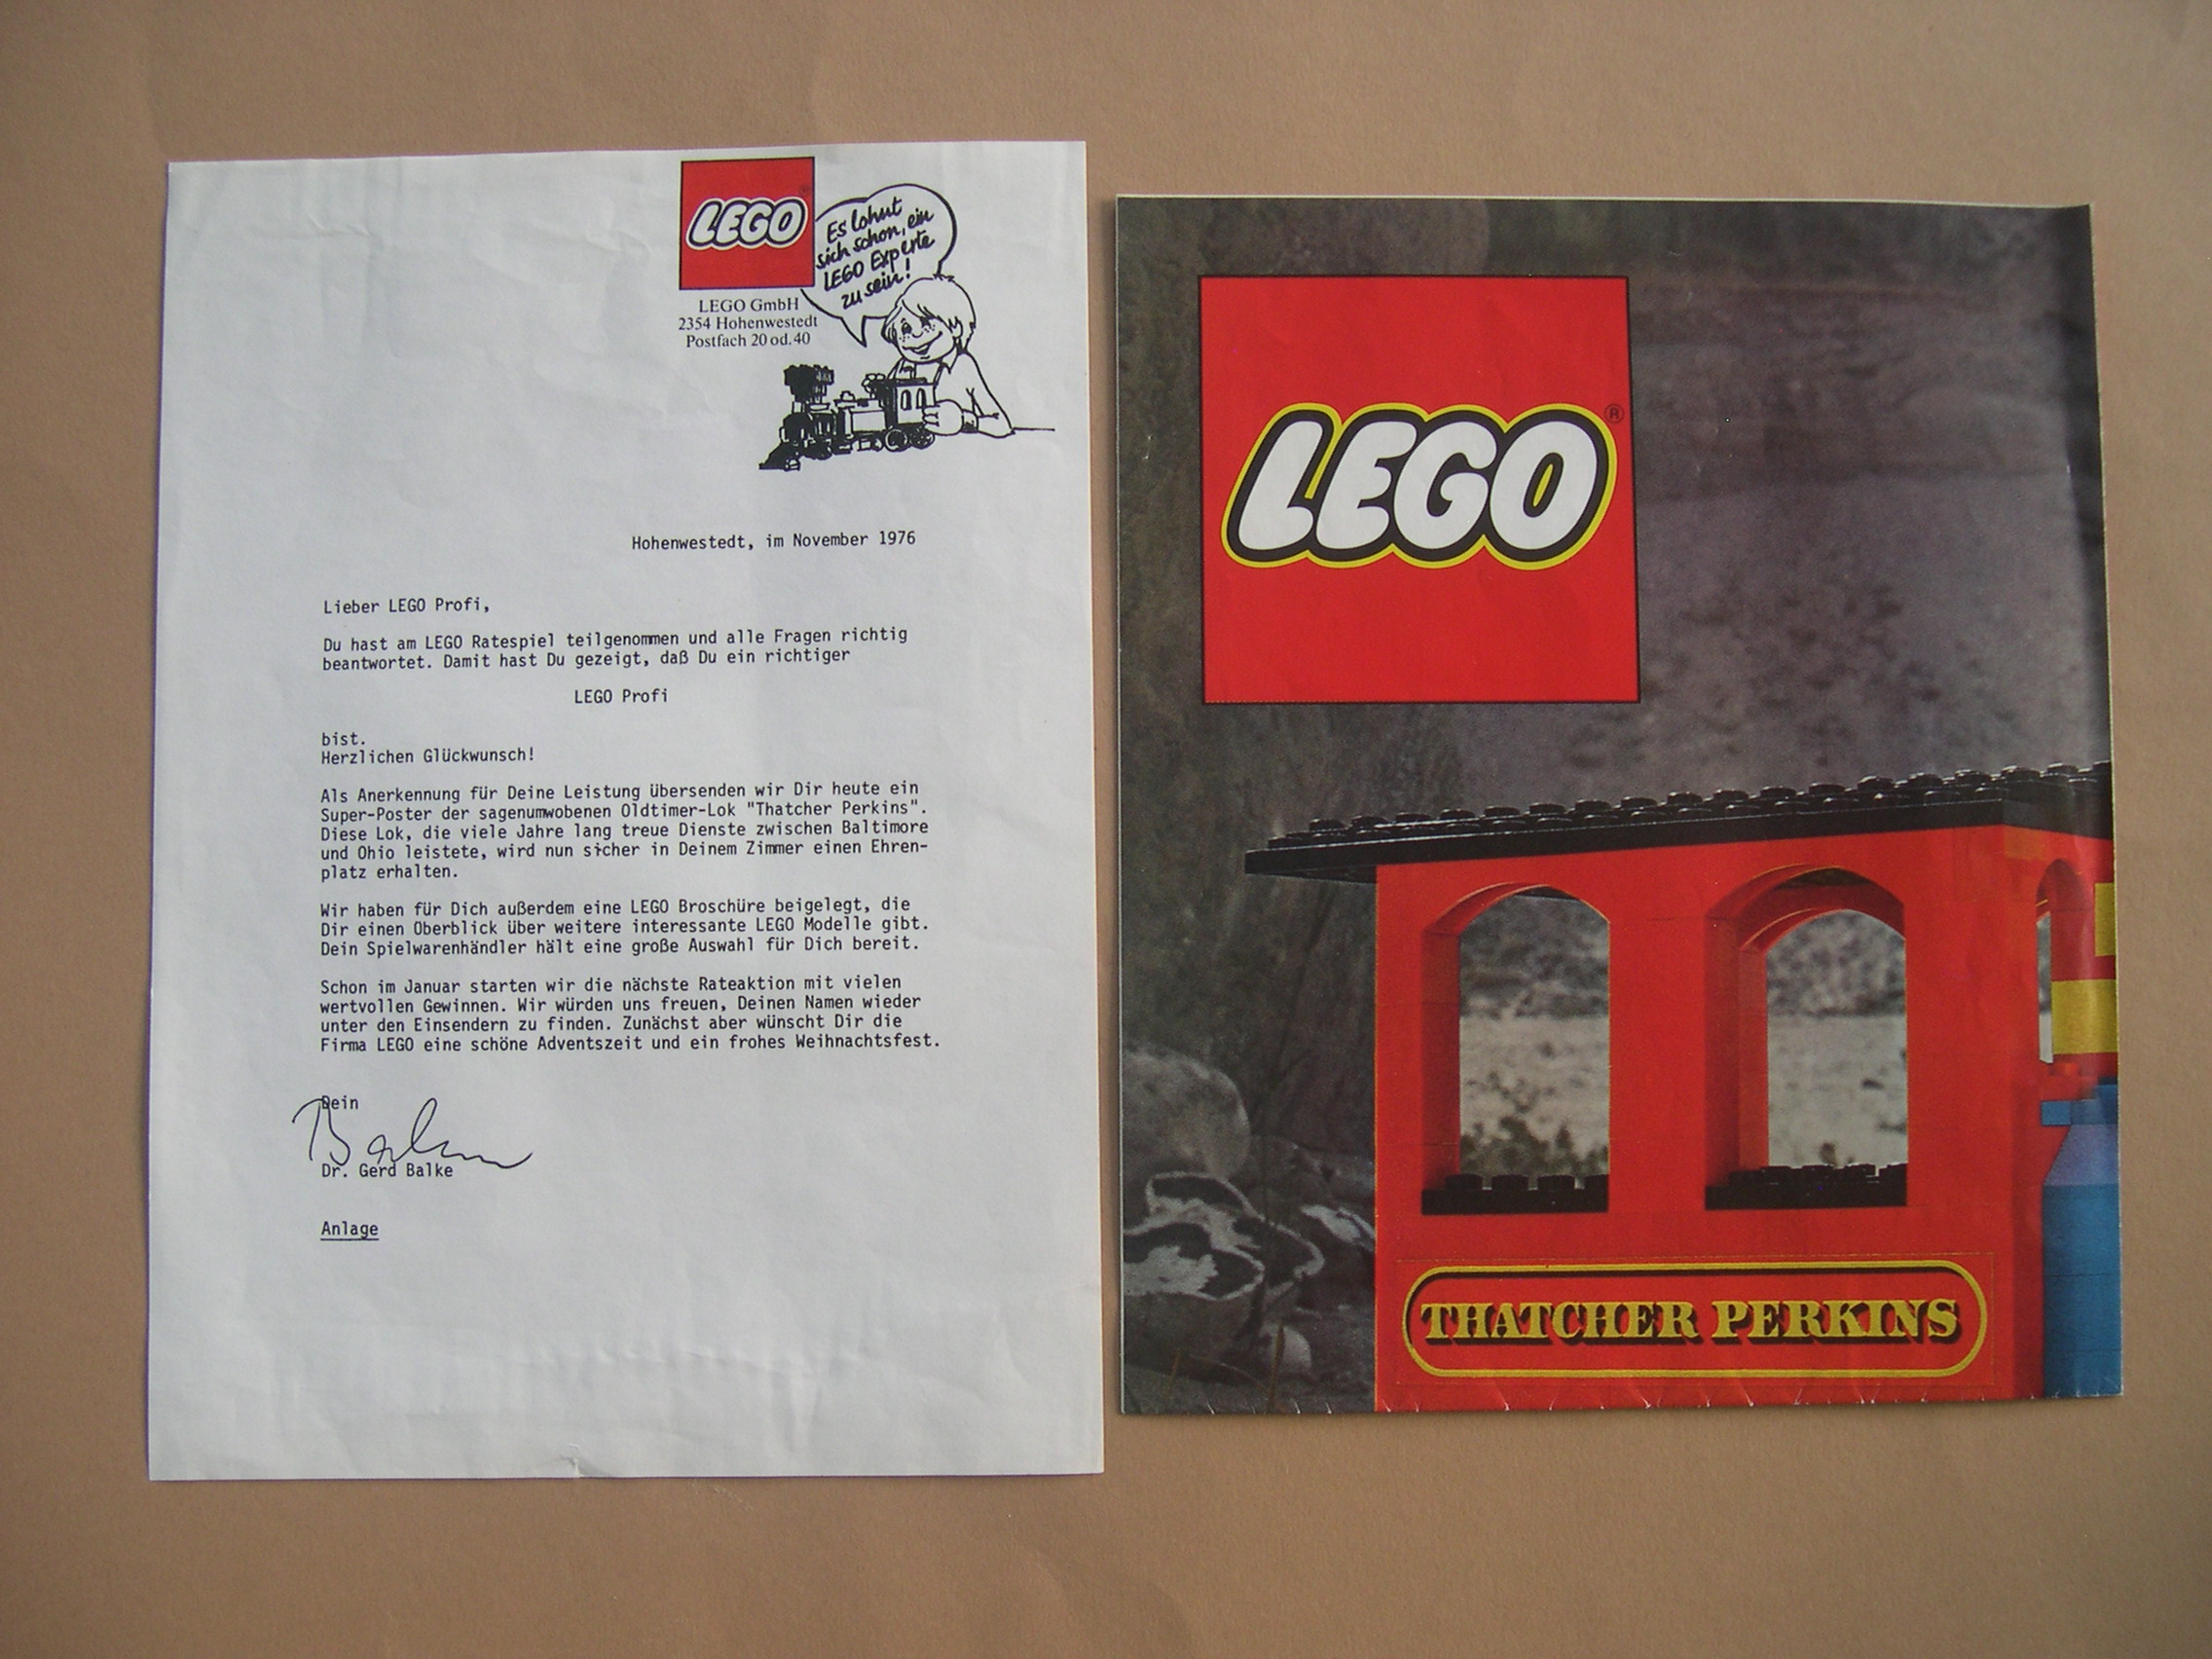 LEGO
®
Es lohnt
sich schon, ein
LEGO Experte
zu sein!
LEGO GmbH
2354 Hohenwestedt
Postfach 20 od. 40
Hohenwestedt, im November 1976
Lieber LEGO Profi,
Du hast am LEGO Ratespiel teilgenommen und alle Fragen richtig
beantwortet. Damit hast Du gezeigt, daß Du ein richtiger
LEGO Profi
bist.
Herzlichen Glückwunsch!
Als Anerkennung für Deine Leistung übersenden wir Dir heute ein
Super-Poster der sagenumwobenen Oldtimer-Lok "Thatcher Perkins".
Diese Lok, die viele Jahre lang treue Dienste zwischen Baltimore
und Ohio leistete, wird nun sicher in Deinem Zimmer einen Ehren-
platz erhalten.
Wir haben für Dich außerdem eine LEGO Broschüre beigelegt, die
Dir einen Oberblick über weitere interessante LEGO Modelle gibt.
Dein Spielwarenhändler hält eine große Auswahl für Dich bereit.
Schon im Januar starten wir die nächste Rateaktion mit vielen
wertvollen Gewinnen. Wir würden uns freuen, Deinen Namen wieder
unter den Einsendern zu finden. Zunächst aber wünscht Dir die
Firma LEGO eine schöne Adventszeit und ein frohes Weihnachtsfest.
Dein
Balke
Dr. Gerd Balke
Anlage
LEGO
®
THATCHER PERKINS